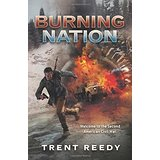 BURNING
NATION
Welcome to the Second
American Civil War.
TRENT REEDY